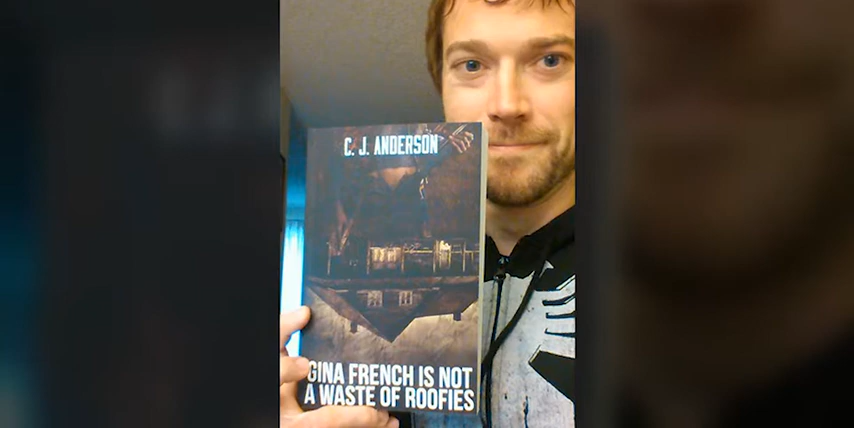 C. J. ANDERSON
GINA FRENCH IS NOT
A WASTE OF ROOFIES